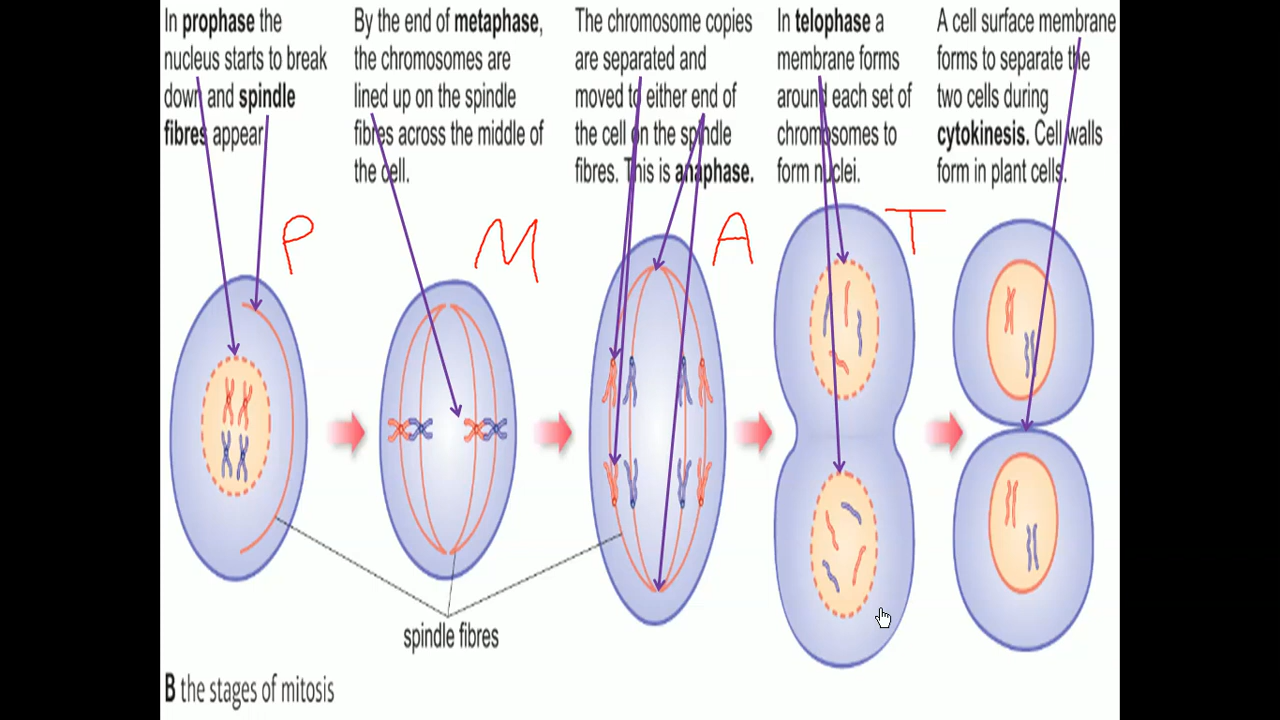 In prophase the
nucleus starts to break
down and spindle
fibres appear
By the end of metaphase,
the chromosomes are
lined up on the spindle
fibres across the middle of
the cell.
The chromosome copies
are separated and
moved to either end of
the cell on the spindle
fibres. This is anaphase.
In telophase a
membrane forms
around each set of
chromosomes to
form nuclei.
A cell surface membrane
forms to separate the
two cells during
cytokinesis. Cell walls
form in plant cells.
P
M
A
T
spindle fibres
B the stages of mitosis